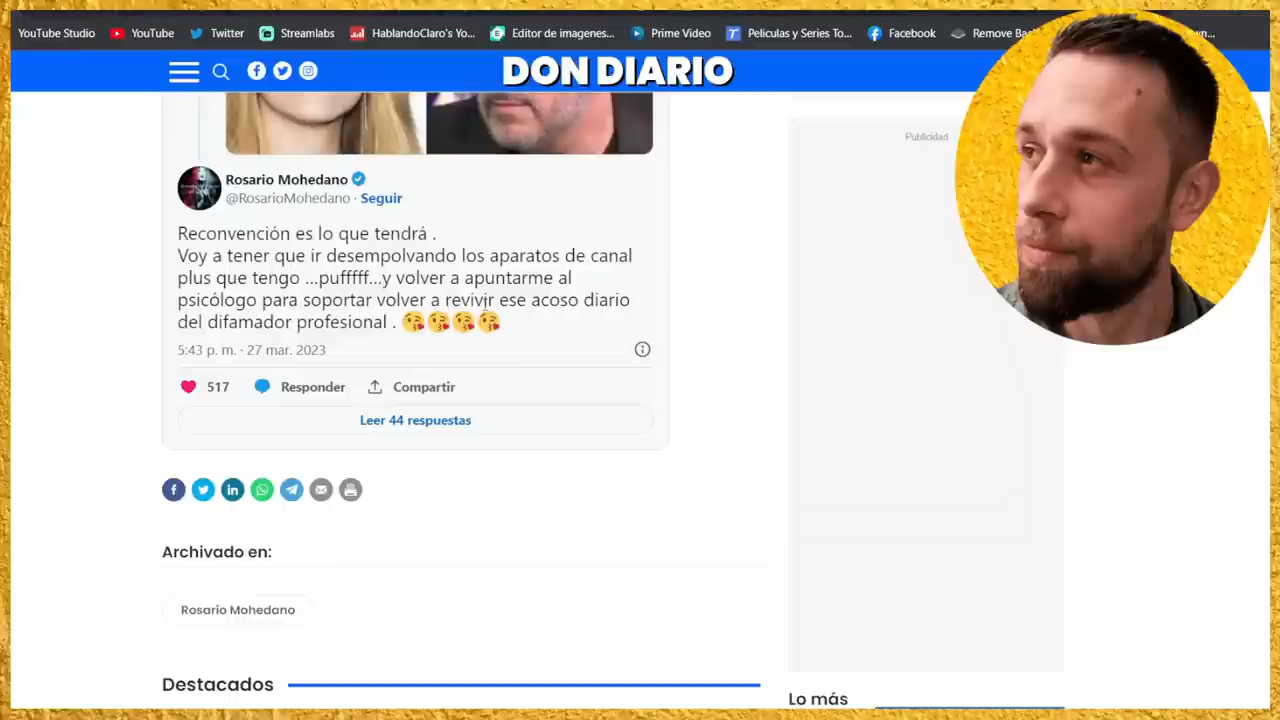 YouTube Studio YouTube Twitter Streamlabs HablandoClaro's Yo... Editor de imagenes... Prime Video Peliculas y Series To... Facebook Remove
DON DIARIO
Publicidad
Rosario Mohedano
@RosarioMohedano · Seguir
Reconvención es lo que tendrá .
Voy a tener que ir desempolvando los aparatos de canal
plus que tengo ...pufffff...y volver a apuntarme al
psicólogo para soportar volver a revivir ese acoso diario
del difamador profesional . 😘😘😘😘
5:43 p. m. · 27 mar. 2023
517 Responder Compartir
Leer 44 respuestas
Archivado en:
Rosario Mohedano
Destacados
Lo más